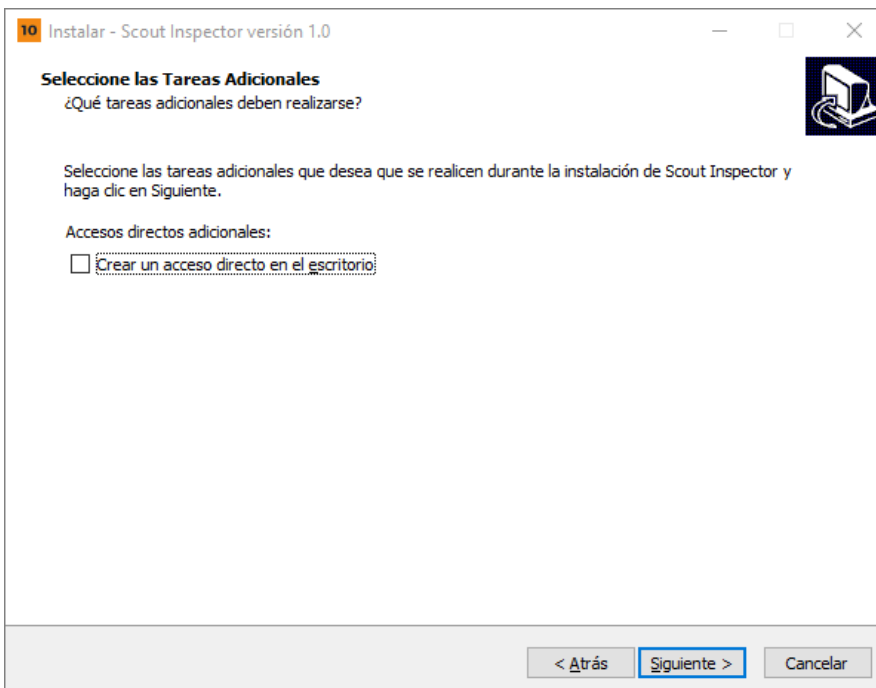 10 Instalar - Scout Inspector versión 1.0
Seleccione las Tareas Adicionales
¿Qué tareas adicionales deben realizarse?
Seleccione las tareas adicionales que desea que se realicen durante la instalación de Scout Inspector y
haga clic en Siguiente.
Accesos directos adicionales:
Crear un acceso directo en el escritorio
< Atrás Siguiente > Cancelar